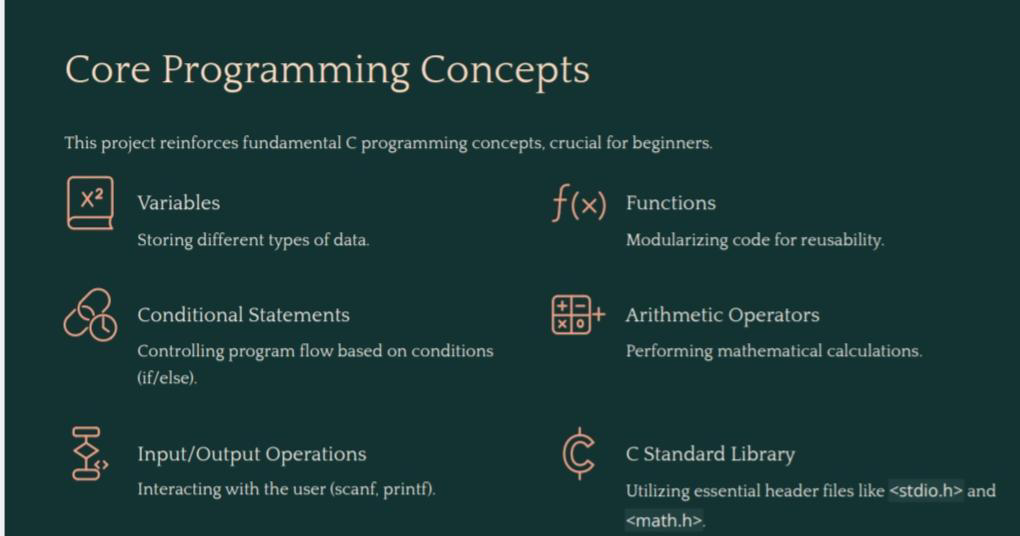 Core Programming Concepts
This project reinforces fundamental C programming concepts, crucial for beginners.
X²
Variables
Storing different types of data.
f(x)
Functions
Modularizing code for reusability.
Conditional Statements
Controlling program flow based on conditions
(if/else).
Arithmetic Operators
Performing mathematical calculations.
Input/Output Operations
Interacting with the user (scanf, printf).
C Standard Library
Utilizing essential header files like <stdio.h> and
<math.h>.